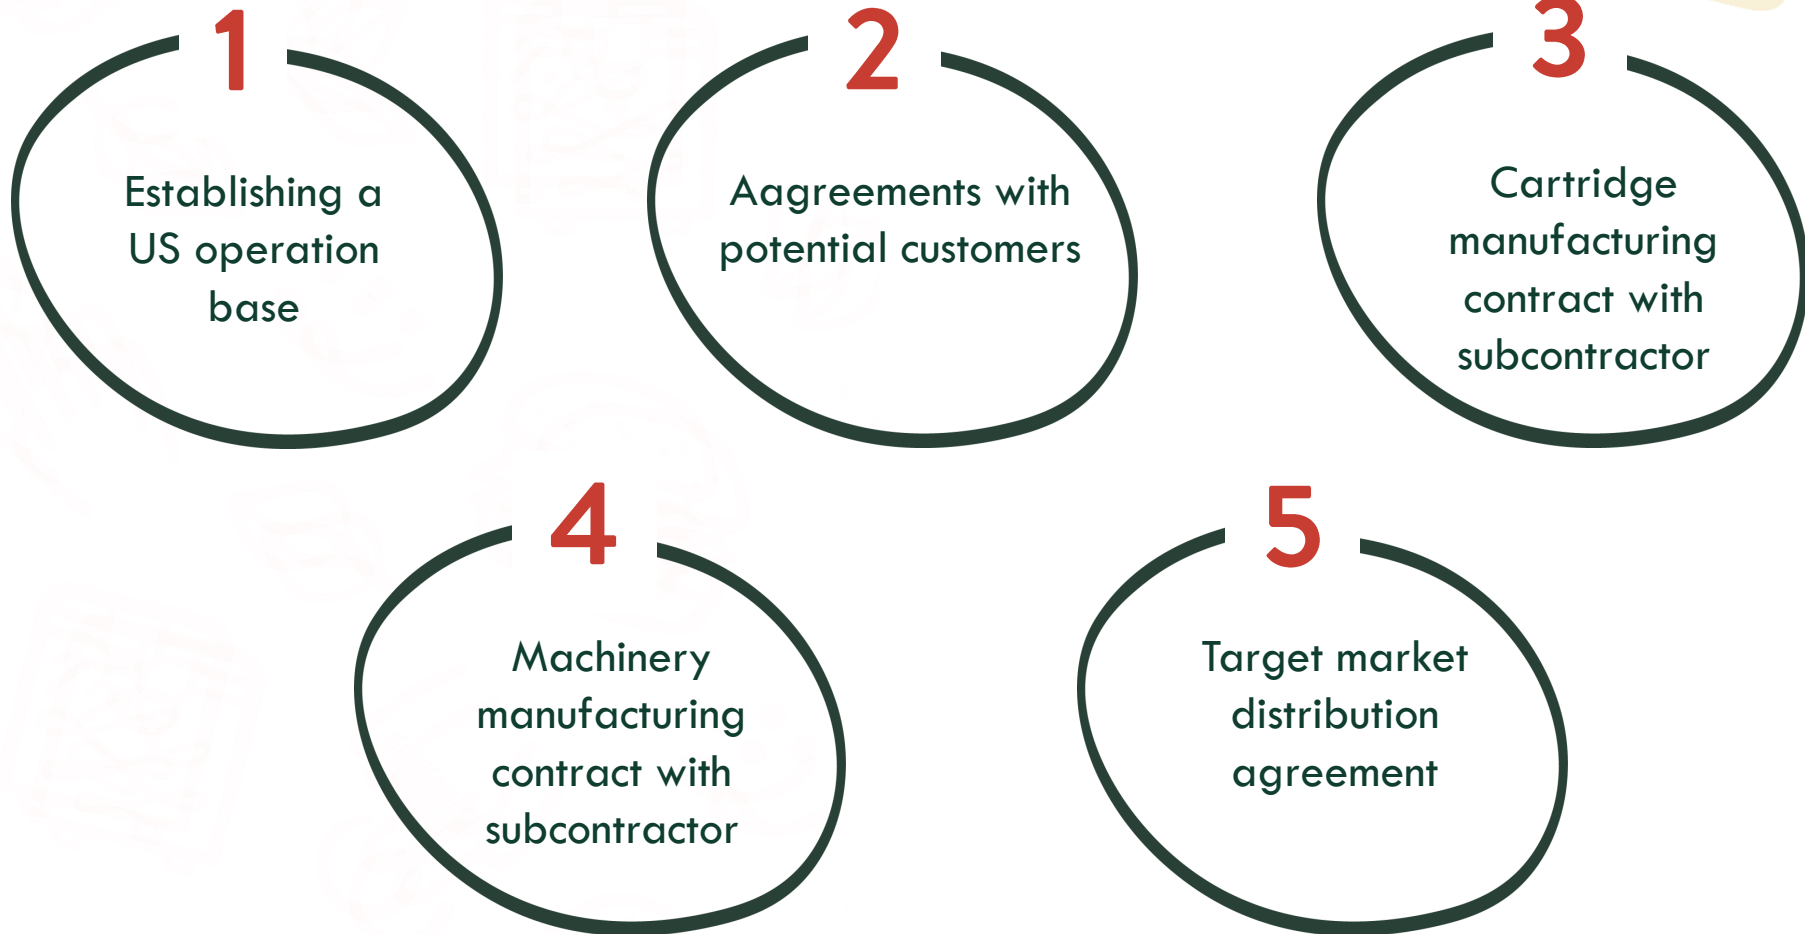 1
Establishing a
US operation
base
2
Aagreements with
potential customers
3
Cartridge
manufacturing
contract with
subcontractor
4
Machinery
manufacturing
contract with
subcontractor
5
Target market
distribution
agreement